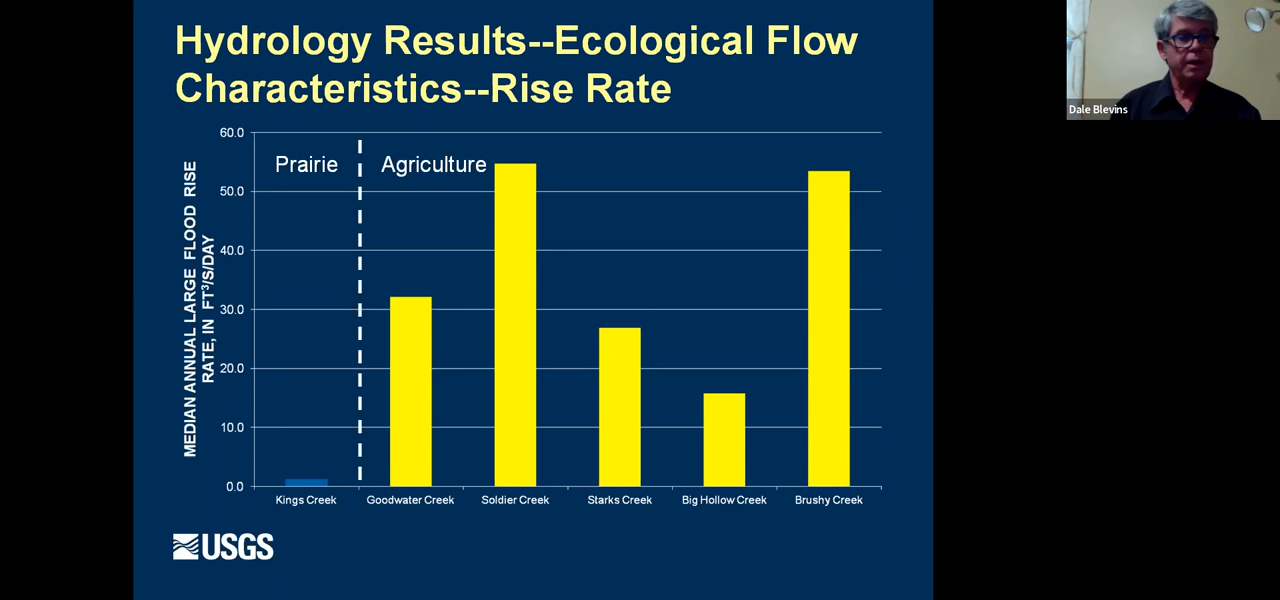 Hydrology Results--Ecological Flow
Characteristics--Rise Rate
Dale Blevins
MEDIAN ANNUAL LARGE FLOOD RISE
RATE, IN FT³/S/DAY
60.0
50.0
40.0
30.0
20.0
10.0
0.0
Prairie
Agriculture
Kings Creek
Goodwater Creek
Soldier Creek
Starks Creek
Big Hollow Creek
Brushy Creek
USGS